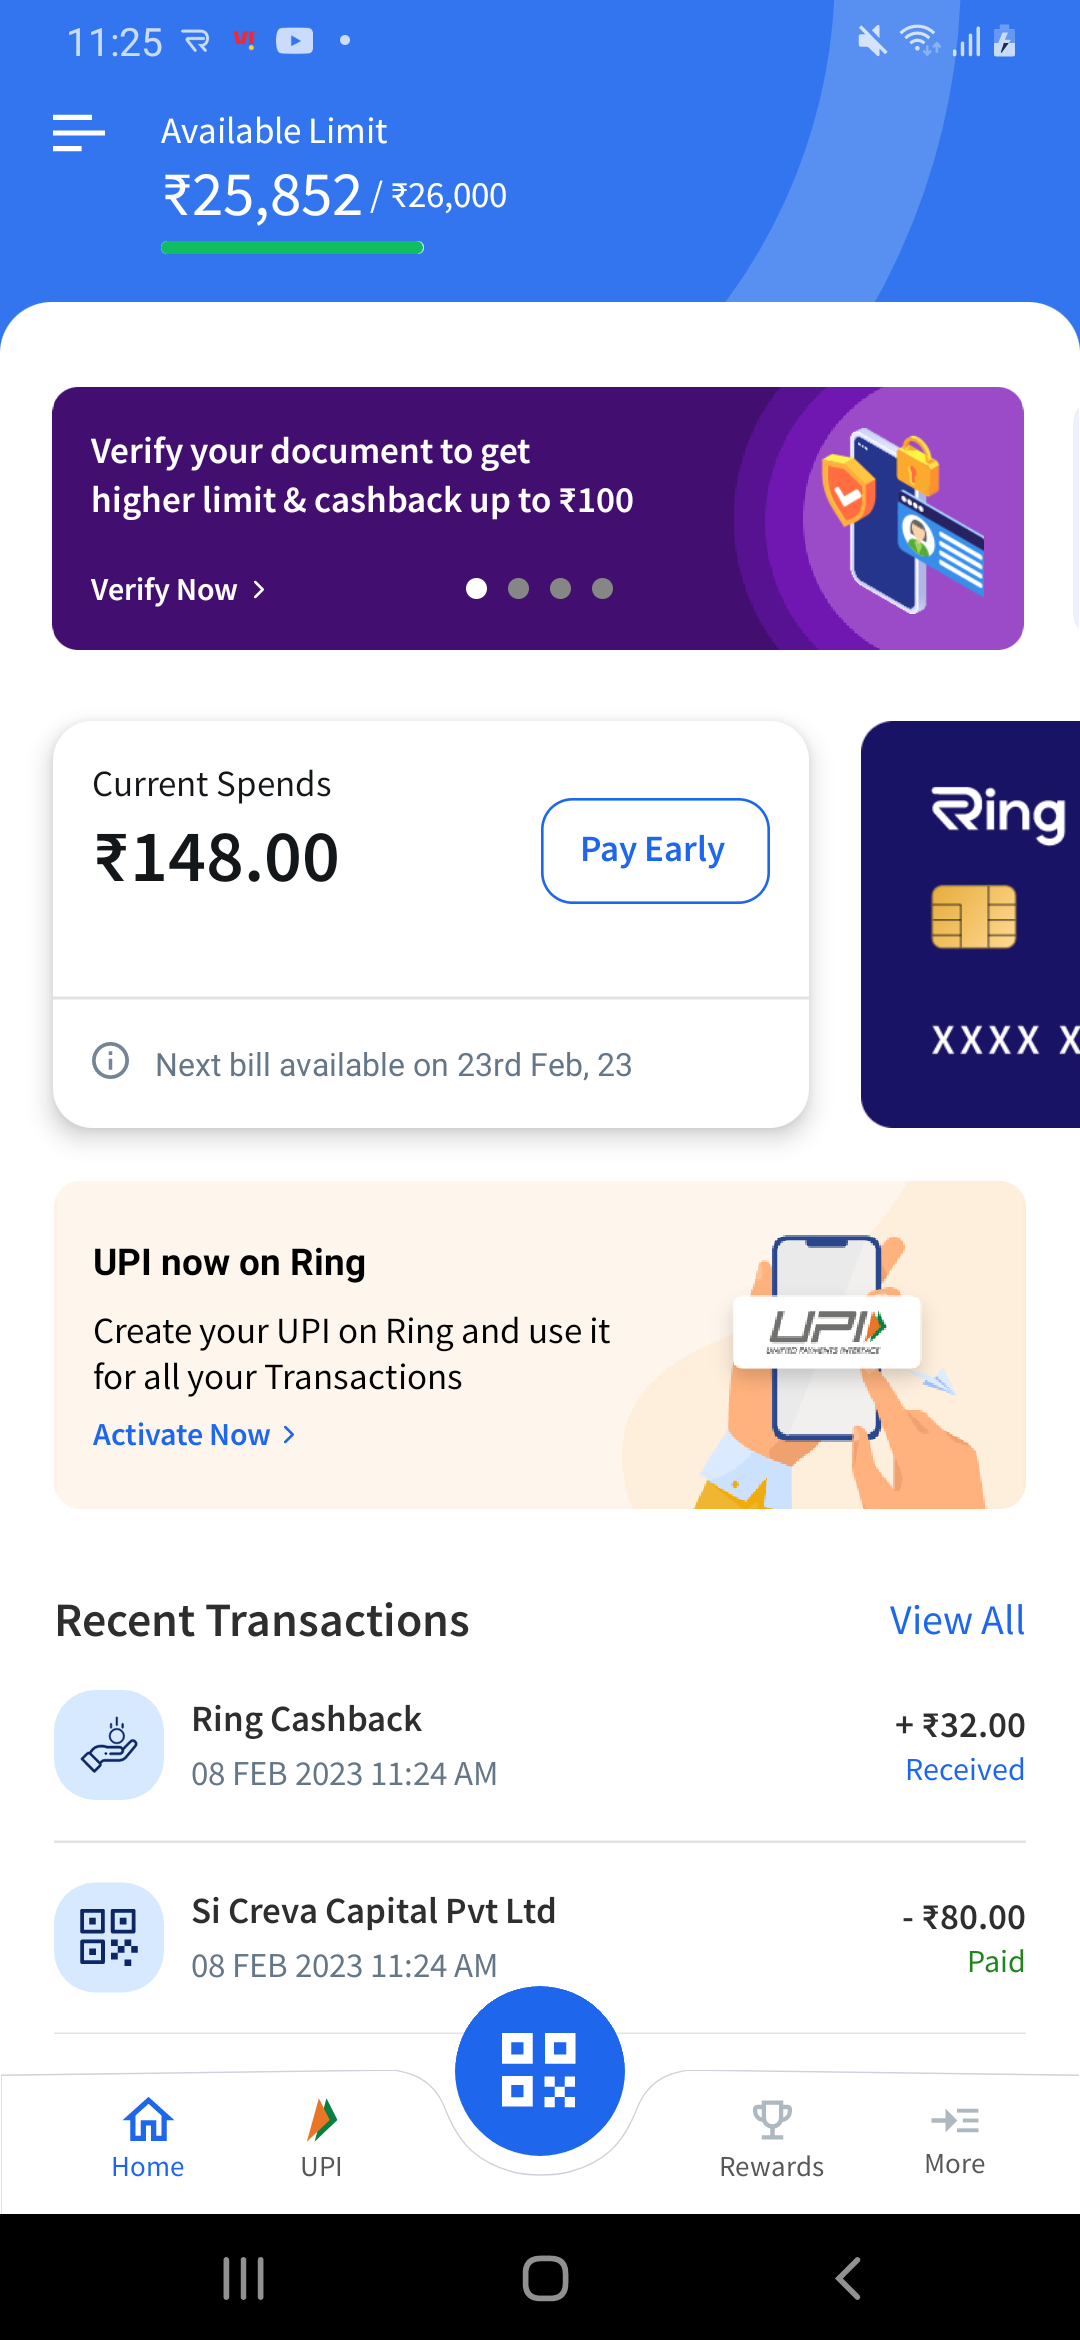 11:25
Available Limit
₹25,852 / ₹26,000
Verify your document to get
higher limit & cashback up to ₹100
Verify Now
Current Spends
₹148.00
Pay Early
Next bill available on 23rd Feb, 23
Ring
XXXX X
UPI now on Ring
Create your UPI on Ring and use it
for all your Transactions
Activate Now
UPI
UNIFIED PAYMENTS INTERFACE
Recent Transactions
View All
Ring Cashback
+ ₹32.00
08 FEB 2023 11:24 AM
Received
Si Creva Capital Pvt Ltd
- ₹80.00
08 FEB 2023 11:24 AM
Paid
Home
UPI
Rewards
More